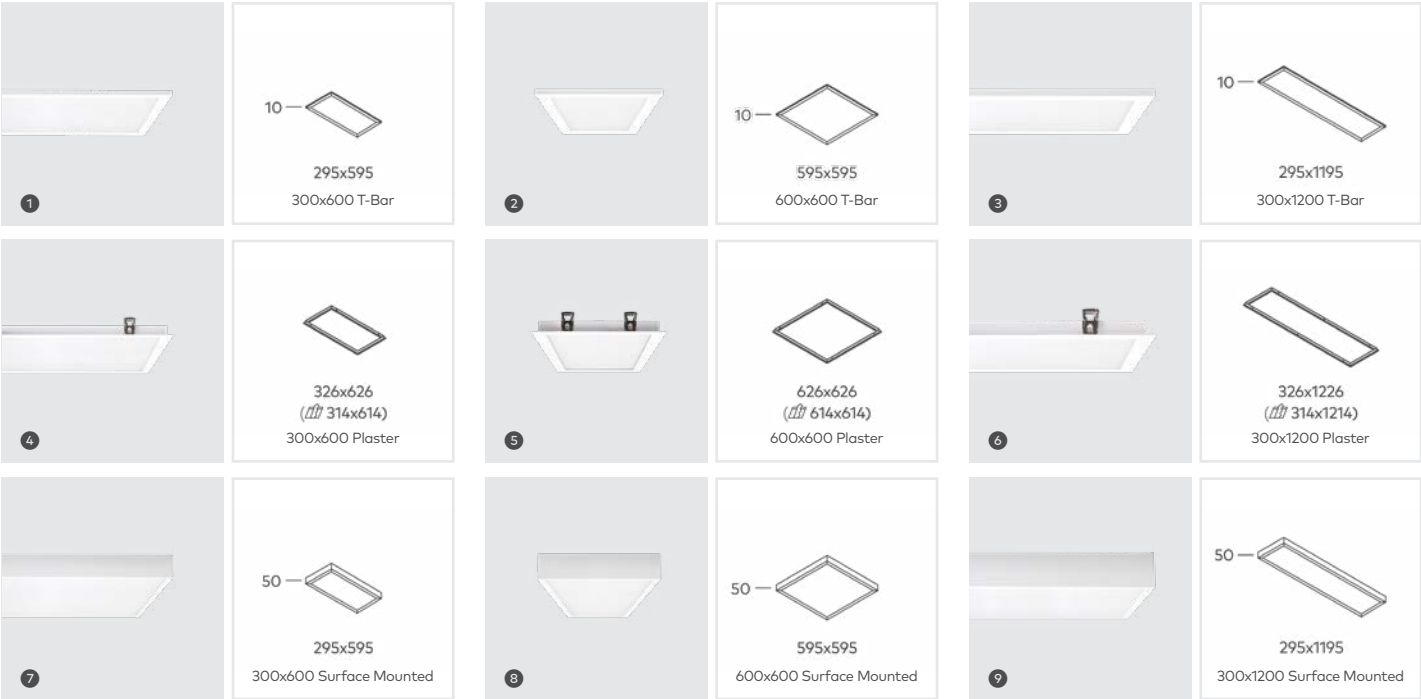 1
10
295x595
300x600 T-Bar
2
10
595x595
600x600 T-Bar
3
10
295x1195
300x1200 T-Bar
4
326x626
(314x614)
300x600 Plaster
5
626x626
(614x614)
600x600 Plaster
6
326x1226
(314x1214)
300x1200 Plaster
7
50
295x595
300x600 Surface Mounted
8
50
595x595
600x600 Surface Mounted
9
50
295x1195
300x1200 Surface Mounted